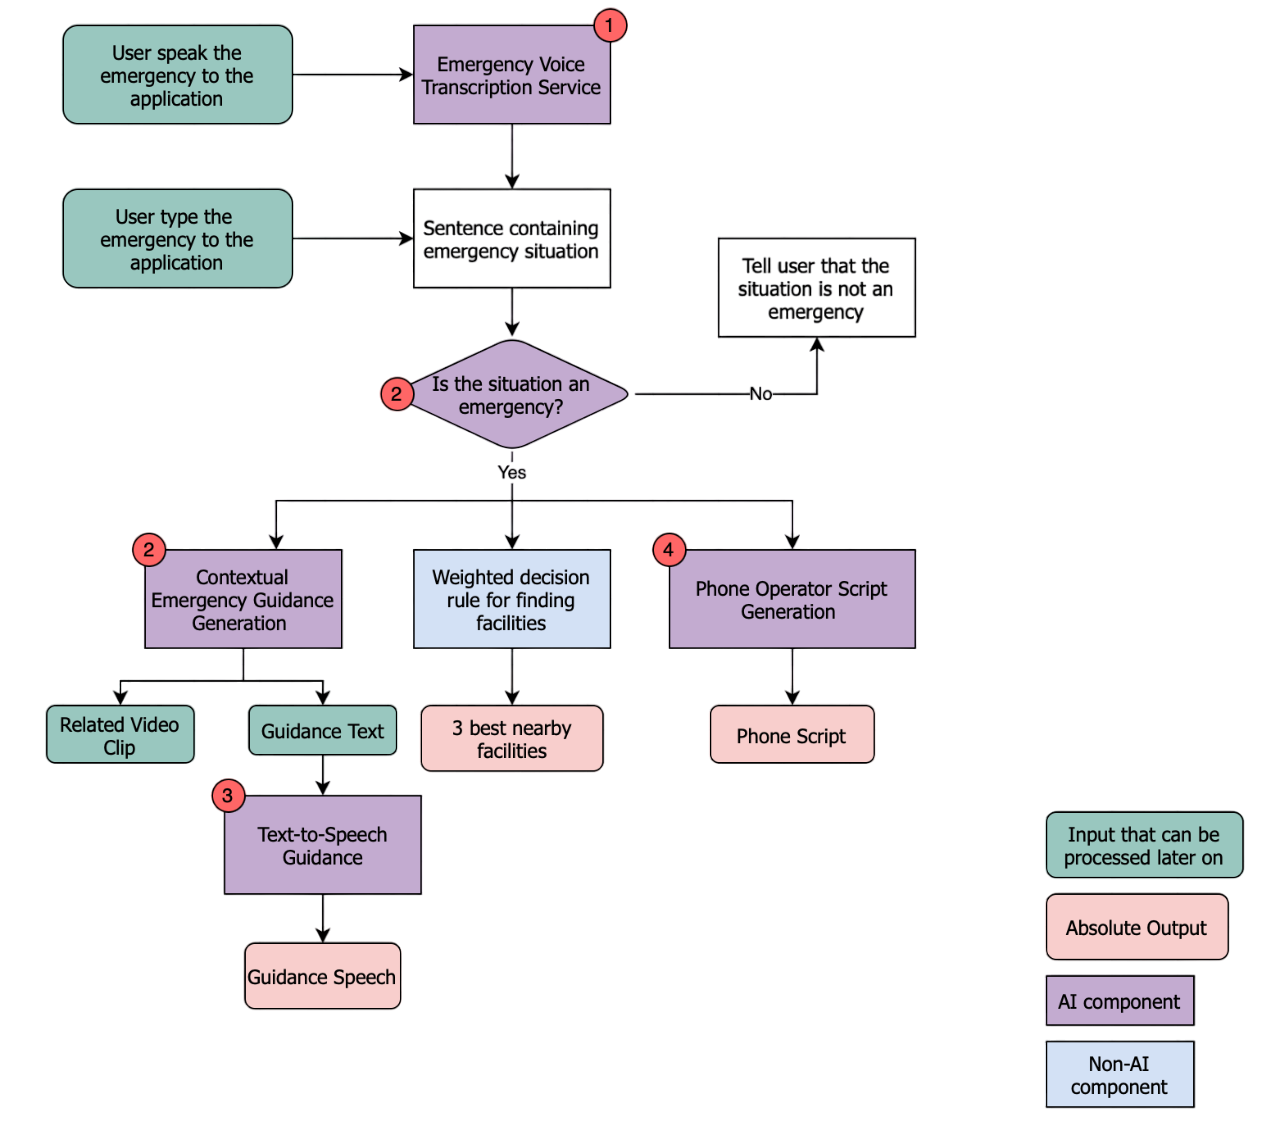 User speak the
emergency to the
application
1
Emergency Voice
Transcription Service
User type the
emergency to the
application
Sentence containing
emergency situation
Tell user that the
situation is not an
emergency
2
Is the situation an
emergency?
No
Yes
2
Contextual
Emergency Guidance
Generation
Weighted decision
rule for finding
facilities
4
Phone Operator Script
Generation
Related Video
Clip
Guidance Text
3 best nearby
facilities
Phone Script
3
Text-to-Speech
Guidance
Guidance Speech
Input that can be
processed later on
Absolute Output
AI component
Non-AI
component